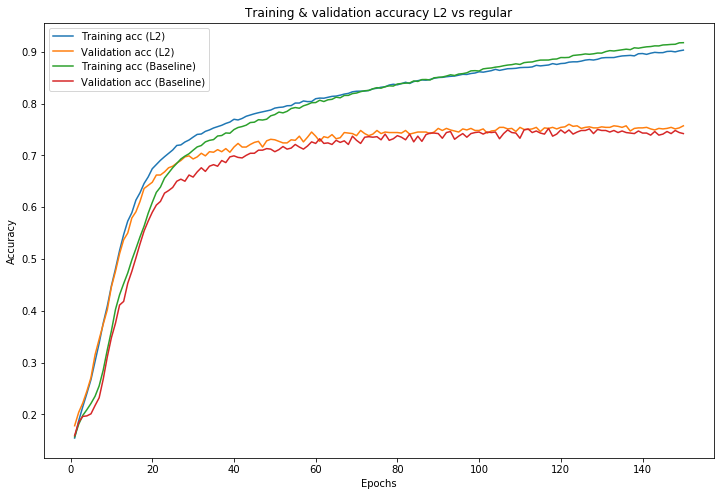 Training & validation accuracy L2 vs regular
Training acc (L2)
Validation acc (L2)
Training acc (Baseline)
Validation acc (Baseline)
Accuracy
0.9
0.8
0.7
0.6
0.5
0.4
0.3
0.2
0 20 40 60 80 100 120 140
Epochs